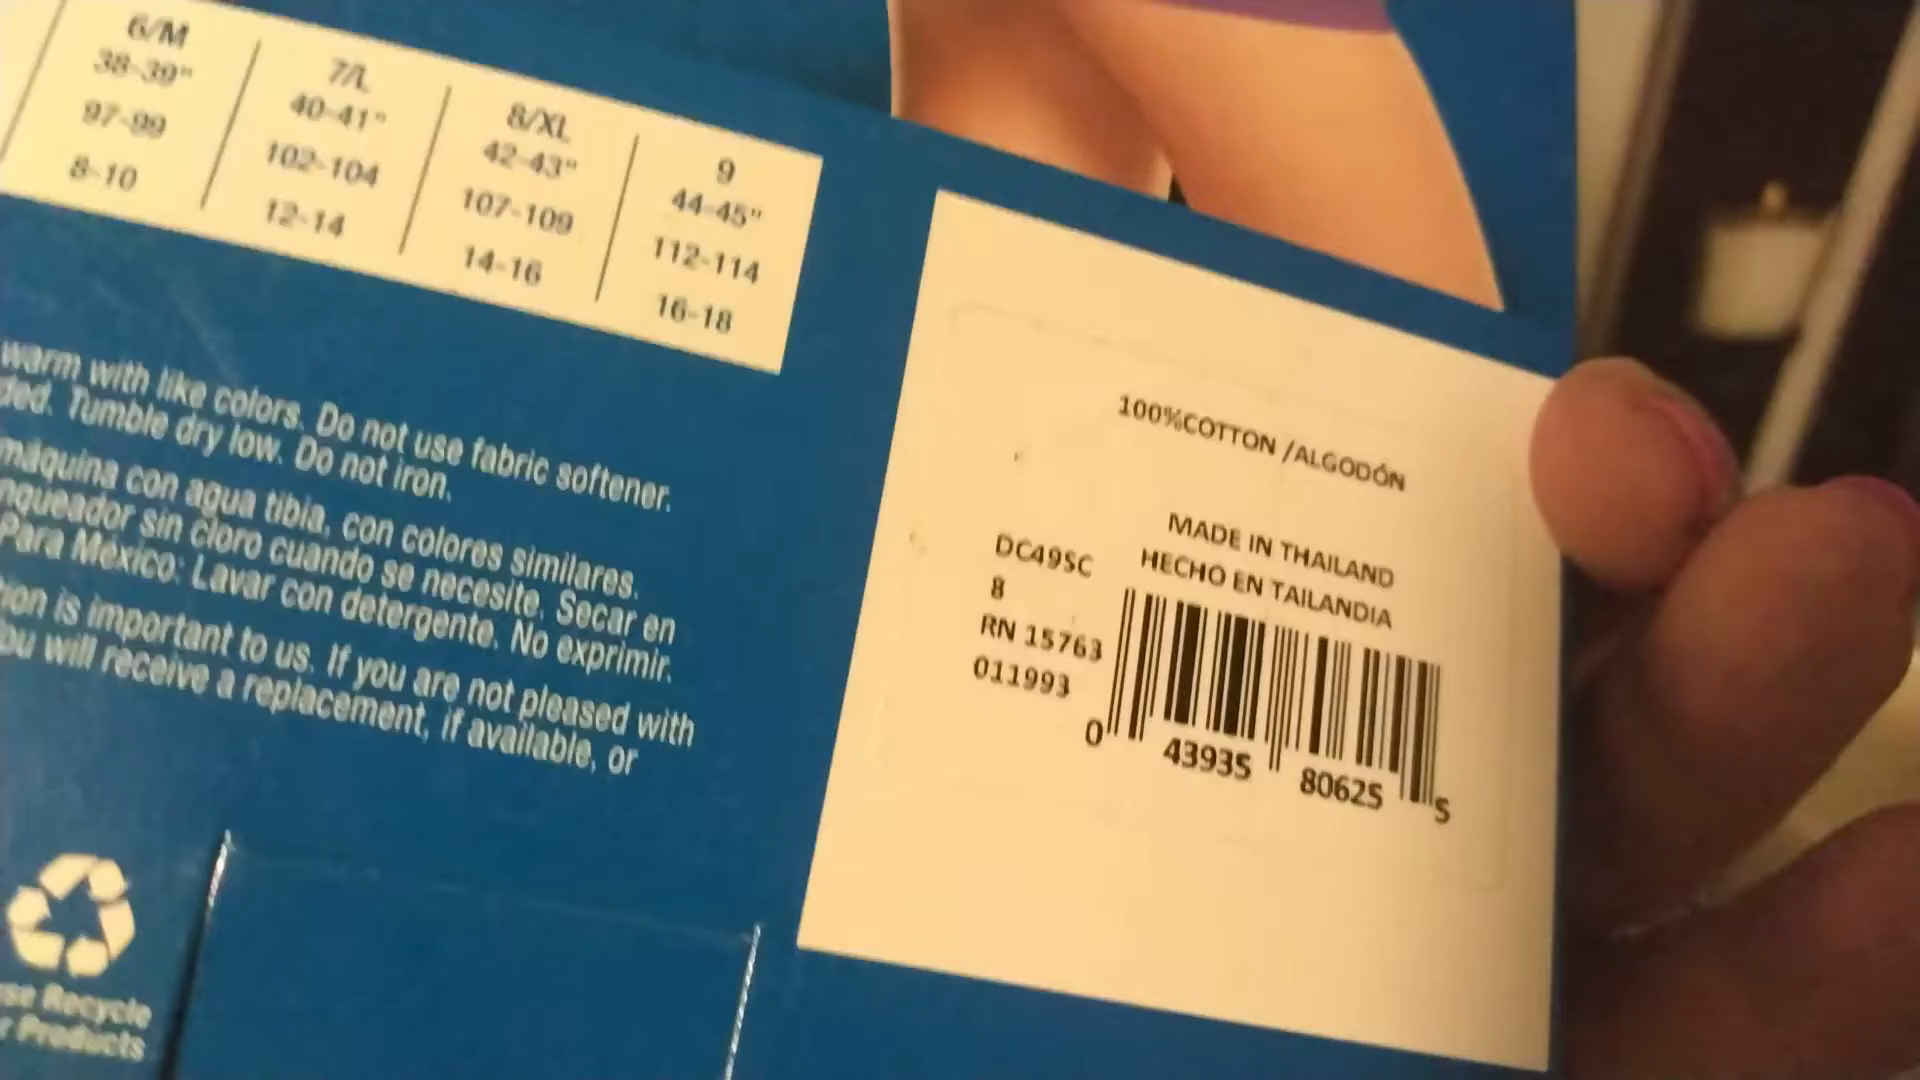 6/M 7/L 8/XL 9
38-39" 40-41" 42-43" 44-45"
97-99 102-104 107-109 112-114
8-10 12-14 14-16 16-18
warm with like colors. Do not use fabric softener.
Tumble dry low. Do not iron.
máquina con agua tibia, con colores similares.
sin cloro cuando se necesite. Secar en
Para México: Lavar con detergente. No exprimir.
is important to us. If you are not pleased with
will receive a replacement, if available, or
Recycle
Products
100%COTTON /ALGODÓN
MADE IN THAILAND
HECHO EN TAILANDIA
DC49SC
8
RN 15763
011993
0 43935 80625 5